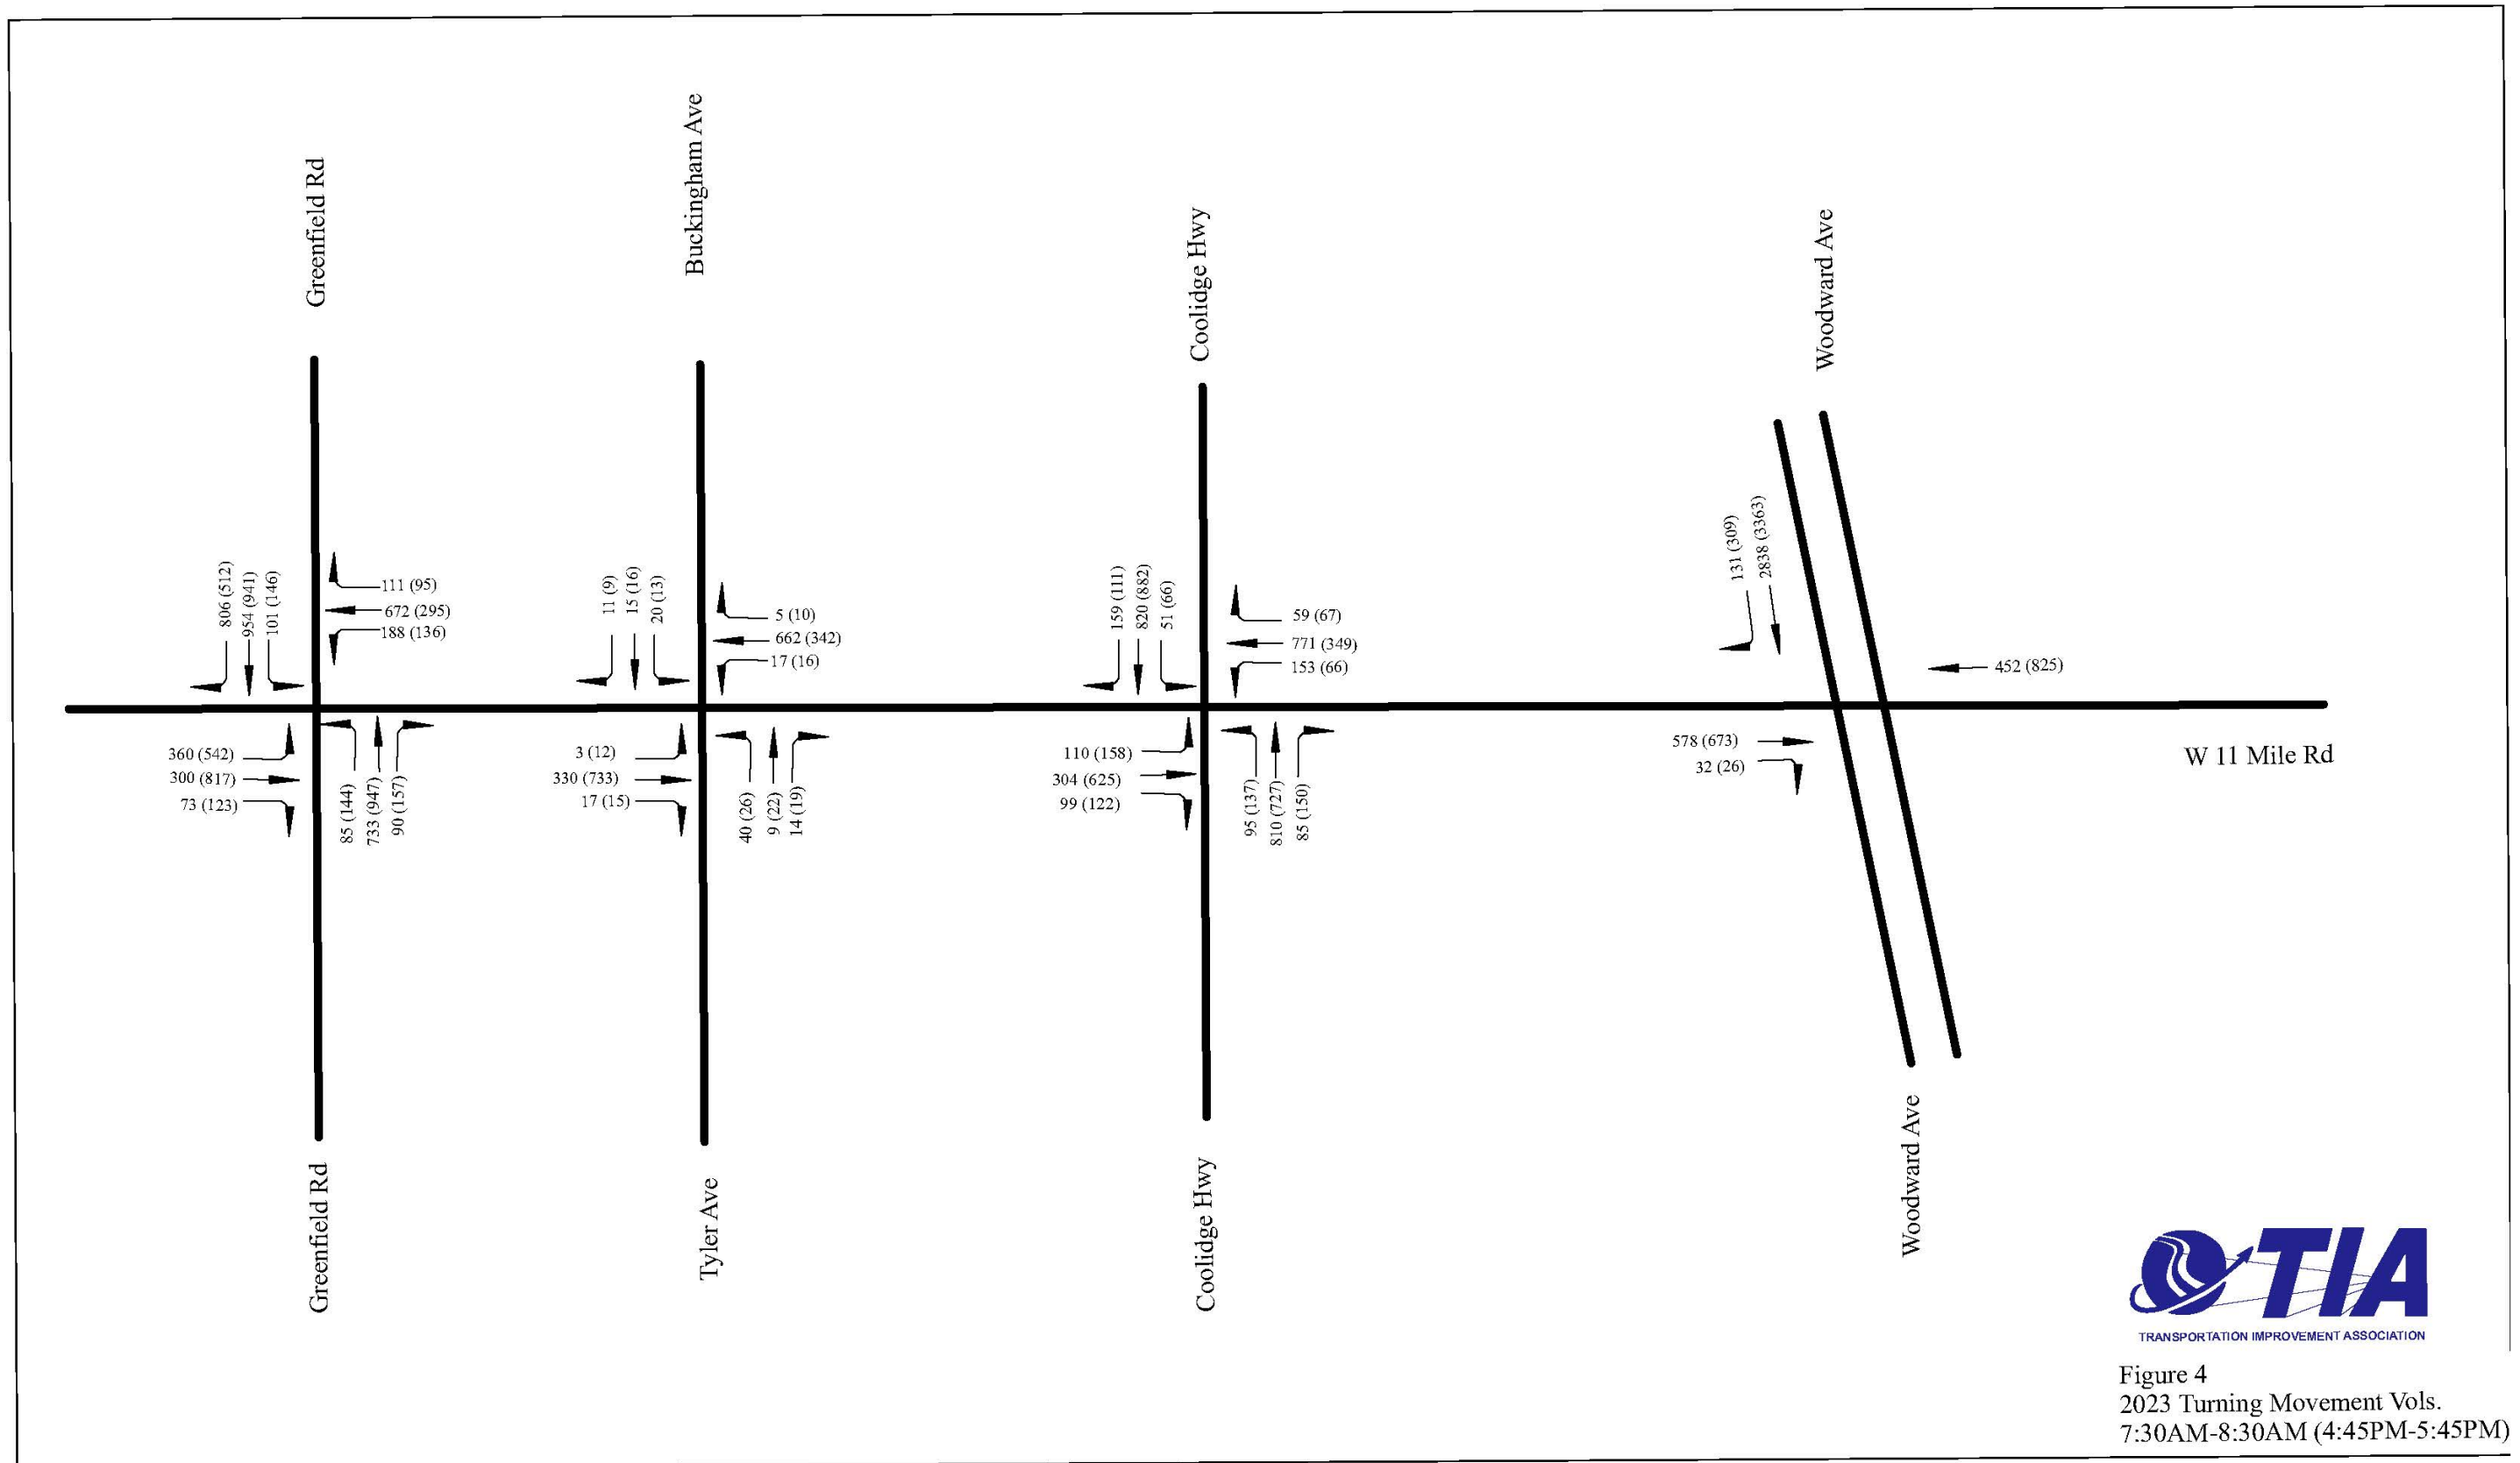 Greenfield Rd
Buckingham Ave
Coolidge Hwy
Woodward Ave
806 (512)
954 (941)
101 (146)
111 (95)
672 (295)
188 (136)
360 (542)
300 (817)
73 (123)
85 (144)
733 (947)
90 (157)
11 (9)
15 (16)
20 (13)
5 (10)
662 (342)
17 (16)
3 (12)
330 (733)
17 (15)
40 (26)
9 (22)
14 (19)
159 (111)
820 (882)
51 (66)
59 (67)
771 (349)
153 (66)
110 (158)
304 (625)
99 (122)
95 (137)
810 (727)
85 (150)
131 (309)
2838 (3363)
452 (825)
578 (673)
32 (26)
W 11 Mile Rd
Greenfield Rd
Tyler Ave
Coolidge Hwy
Woodward Ave
TIA
TRANSPORTATION IMPROVEMENT ASSOCIATION
Figure 4
2023 Turning Movement Vols.
7:30AM-8:30AM (4:45PM-5:45PM)